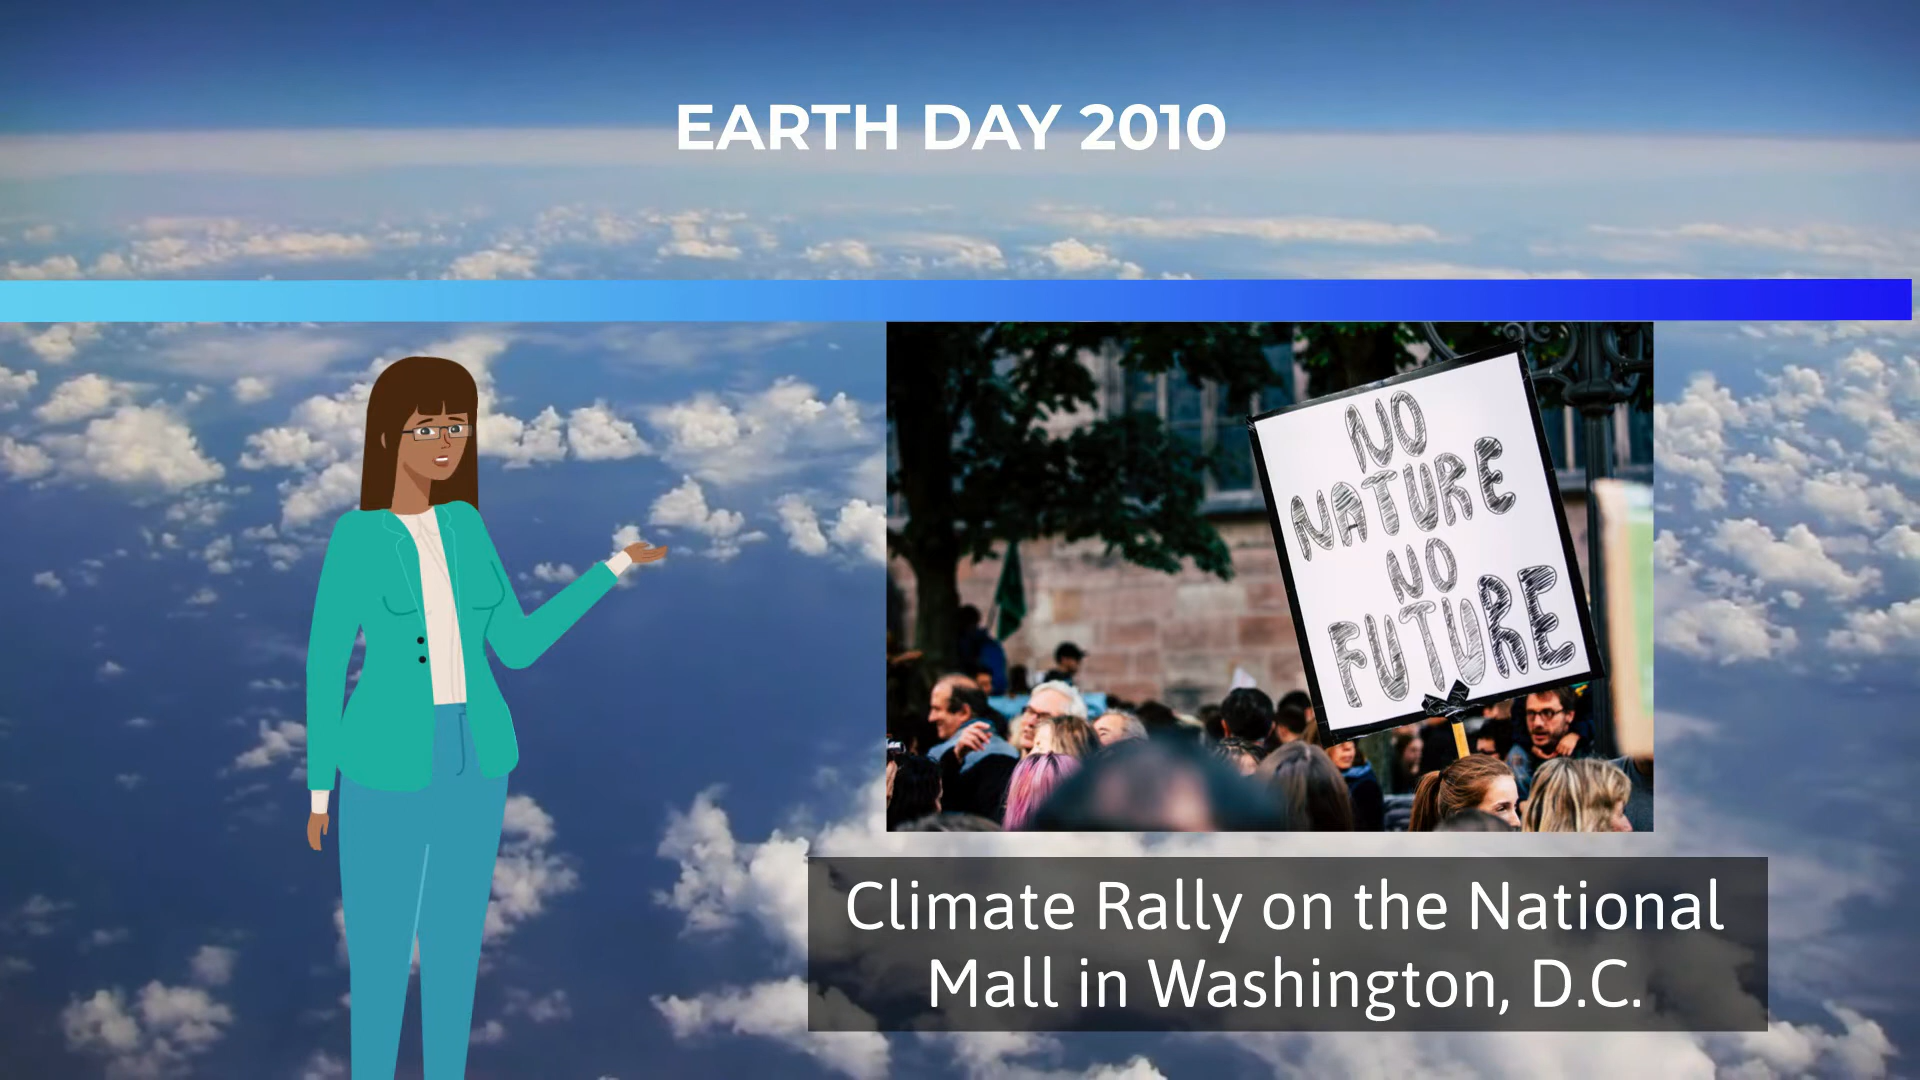 EARTH DAY 2010
NO
NATURE
NO
FUTURE
Climate Rally on the National
Mall in Washington, D.C.